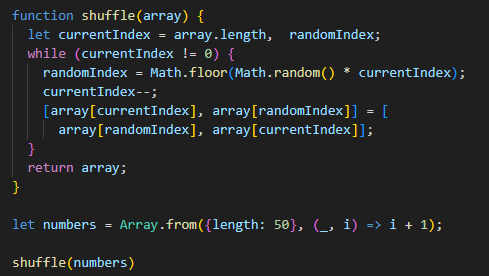 function shuffle(array) {
  let currentIndex = array.length,  randomIndex;
  while (currentIndex != 0) {
    randomIndex = Math.floor(Math.random() * currentIndex);
    currentIndex--;
    [array[currentIndex], array[randomIndex]] = [
      array[randomIndex], array[currentIndex]];
  }
  return array;
}

let numbers = Array.from({length: 50}, (_, i) => i + 1);

shuffle(numbers)